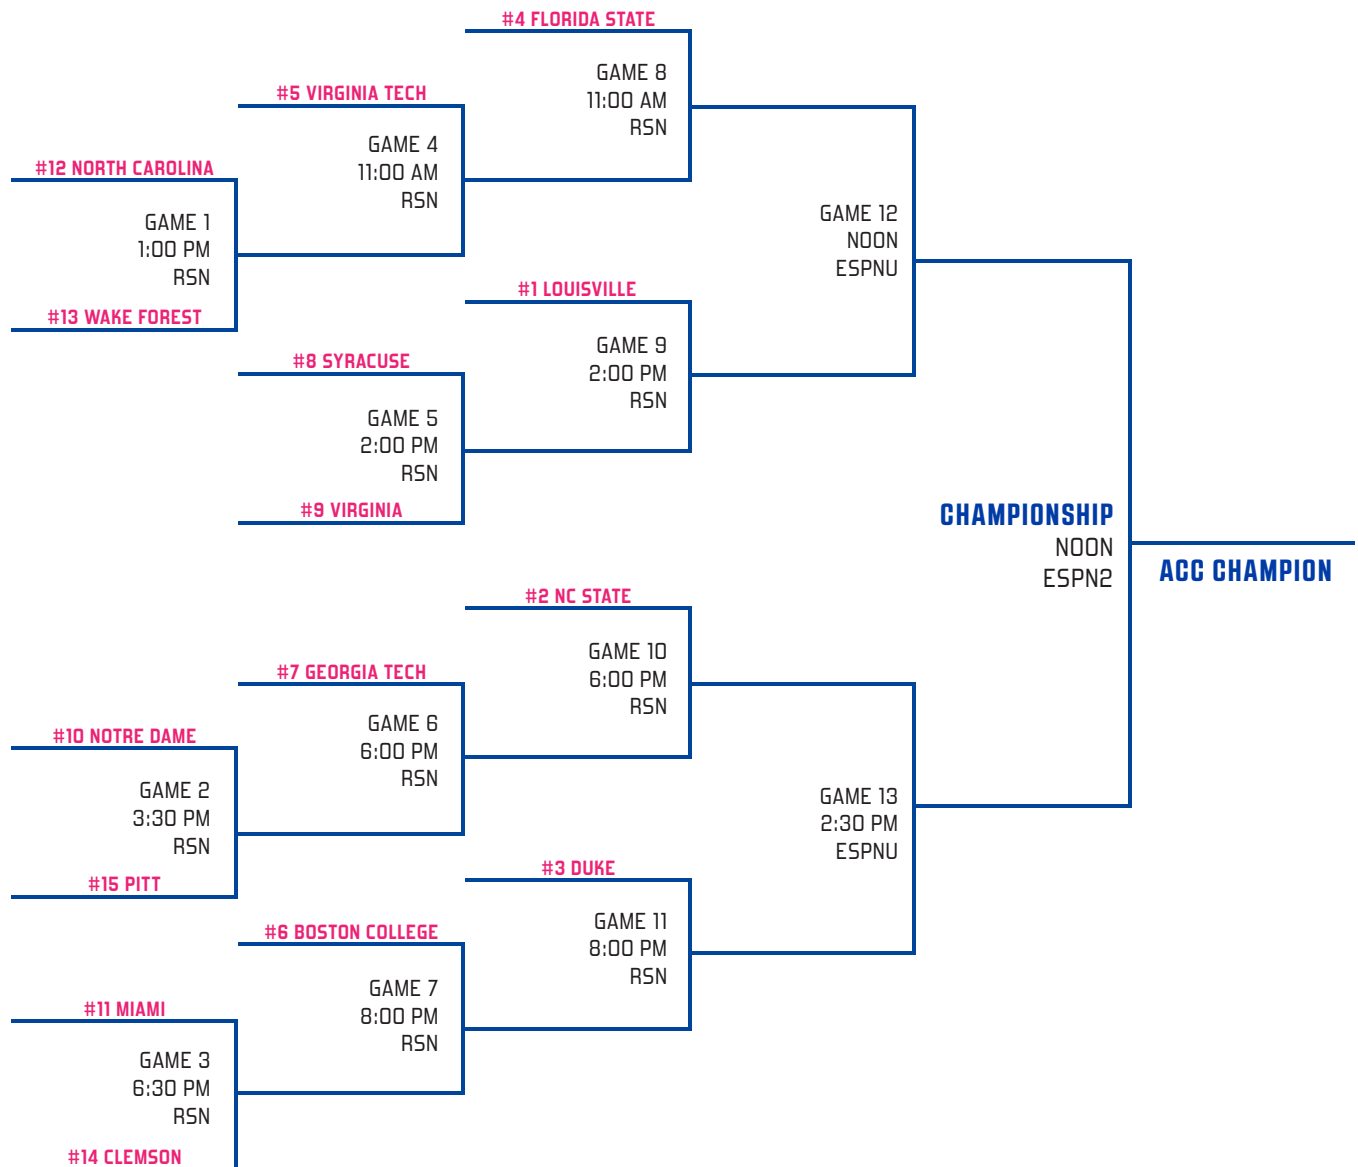 #4 FLORIDA STATE
GAME 8
11:00 AM
RSN
#5 VIRGINIA TECH
GAME 4
11:00 AM
RSN
#12 NORTH CAROLINA
GAME 1
1:00 PM
RSN
#13 WAKE FOREST
GAME 12
NOON
ESPNU
#1 LOUISVILLE
GAME 9
2:00 PM
RSN
#8 SYRACUSE
GAME 5
2:00 PM
RSN
#9 VIRGINIA
CHAMPIONSHIP
NOON
ESPN2
ACC CHAMPION
#2 NC STATE
GAME 10
6:00 PM
RSN
#7 GEORGIA TECH
GAME 6
6:00 PM
RSN
#10 NOTRE DAME
GAME 2
3:30 PM
RSN
#15 PITT
GAME 13
2:30 PM
ESPNU
#3 DUKE
GAME 11
8:00 PM
RSN
#6 BOSTON COLLEGE
GAME 7
8:00 PM
RSN
#11 MIAMI
GAME 3
6:30 PM
RSN
#14 CLEMSON